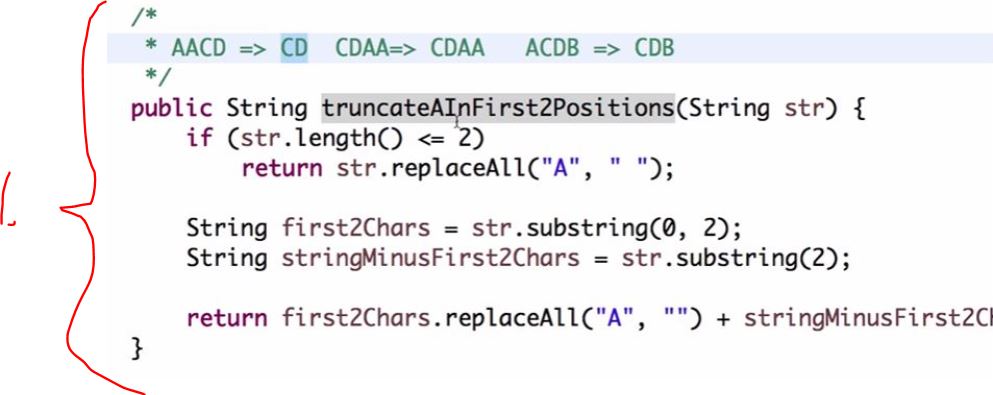 /*
* AACD => CD CDAA=> CDAA ACDB => CDB
*/
public String truncateAInFirst2Positions(String str) {
if (str.length() <= 2)
return str.replaceAll("A", " ");
String first2Chars = str.substring(0, 2);
1.
String stringMinusFirst2Chars = str.substring(2);
return first2Chars.replaceAll("A", "") + stringMinusFirst2C
}